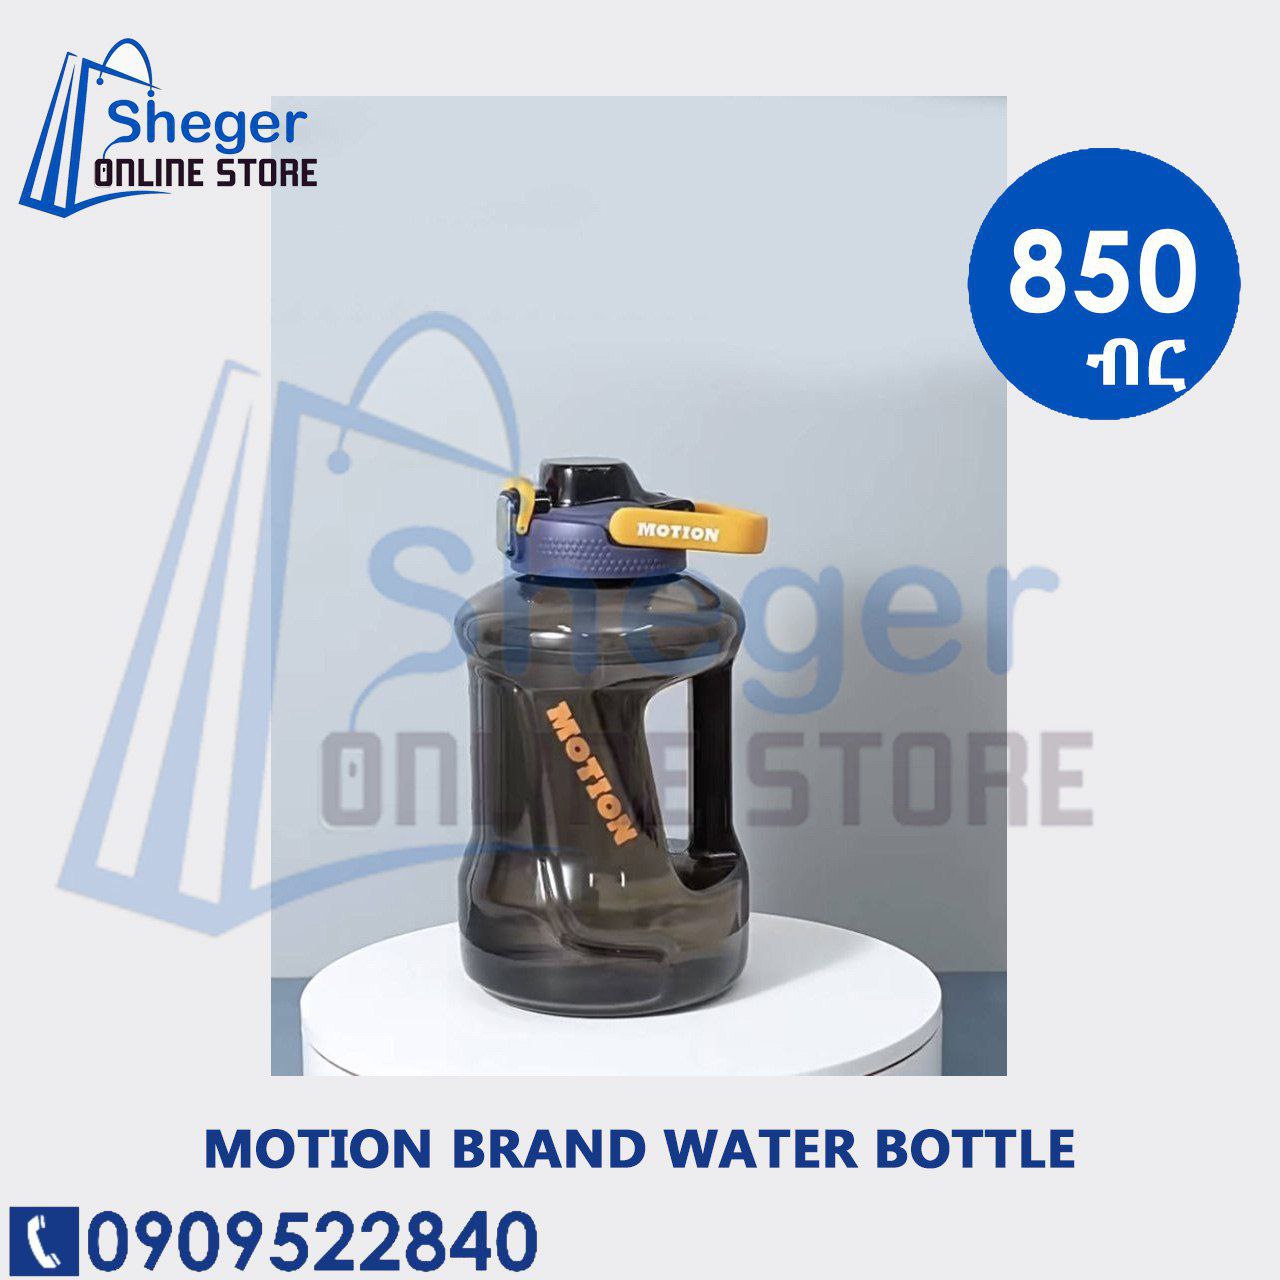 Sheger
ONLINE STORE
850
ብር
MOTION
Sheger
MOTION
ONLINE STORE
MOTION BRAND WATER BOTTLE
0909522840